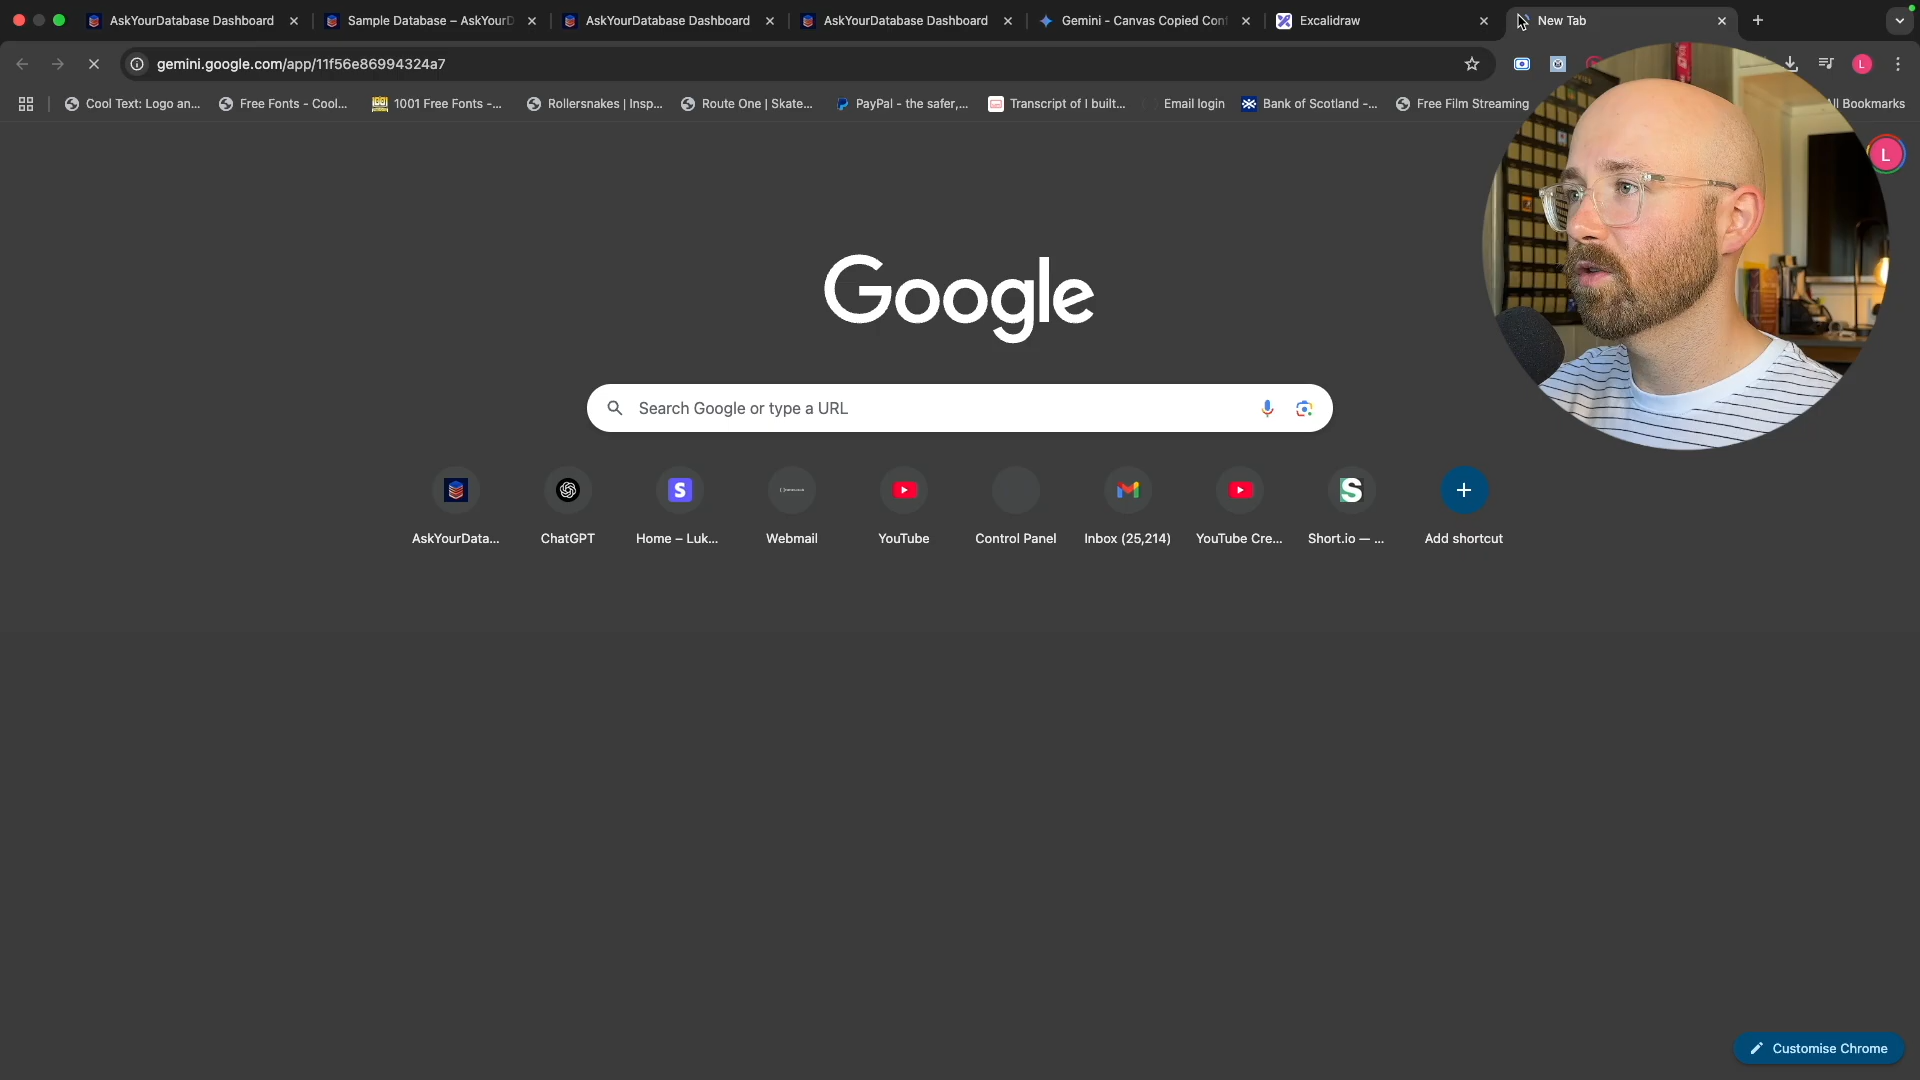 AskYourDatabase Dashboard
Sample Database – AskYourD
AskYourDatabase Dashboard
AskYourDatabase Dashboard
Gemini - Canvas Copied Con
Excalidraw
New Tab
gemini.google.com/app/11f56e86994324a7
L
Cool Text: Logo an...
Free Fonts - Cool...
1001 Free Fonts -...
Rollersnakes | Insp...
Route One | Skate...
PayPal - the safer,...
Transcript of I built...
Email login
Bank of Scotland -...
Free Film Streaming
All Bookmarks
L
Google
Search Google or type a URL
AskYourData...
ChatGPT
Home – Luk...
Webmail
YouTube
Control Panel
Inbox (25,214)
YouTube Cre...
Short.io — ...
Add shortcut
Customise Chrome